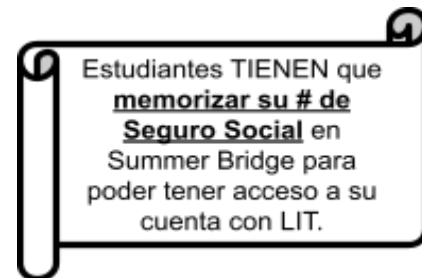 Estudiantes TIENEN que
memorizar su # de
Seguro Social en
Summer Bridge para
poder tener acceso a su
cuenta con LIT.